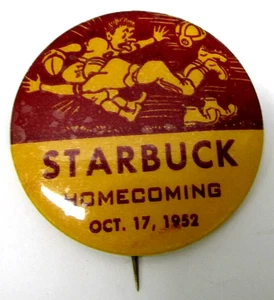 STARBUCK
HOMECOMING
OCT. 17, 1952